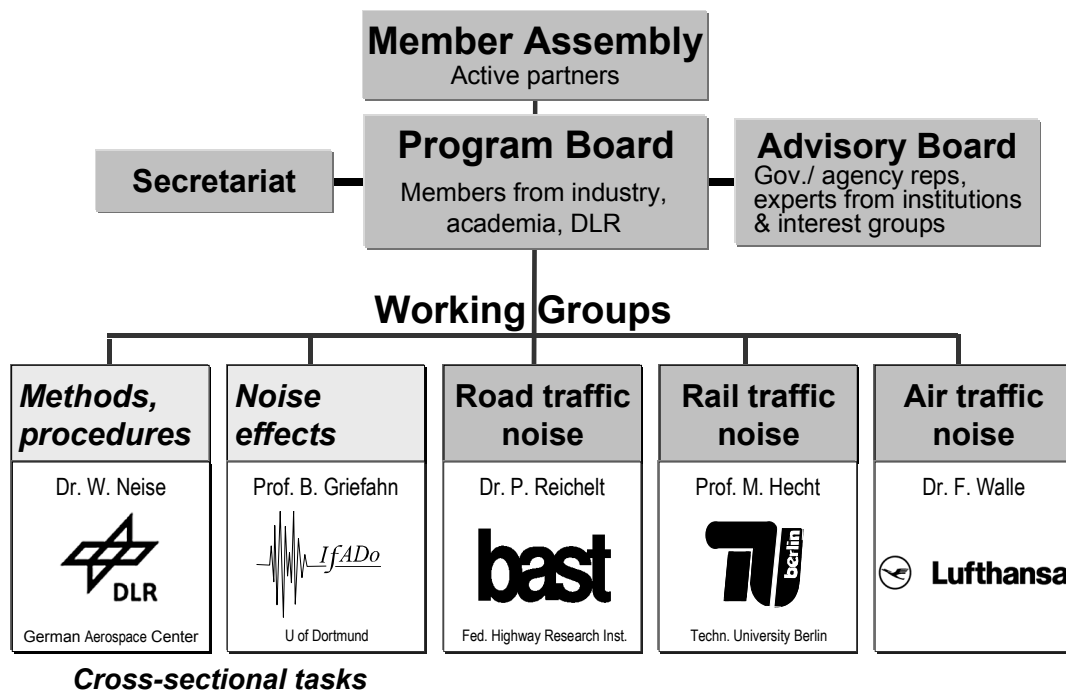 Member Assembly
Active partners
Program Board
Members from industry,
academia, DLR
Secretariat
Advisory Board
Gov./ agency reps,
experts from institutions
& interest groups
Working Groups
Methods,
procedures
Dr. W. Neise
DLR
German Aerospace Center
Noise
effects
Prof. B. Griefahn
IfADo
U of Dortmund
Road traffic
noise
Dr. P. Reichelt
bast
Fed. Highway Research Inst.
Rail traffic
noise
Prof. M. Hecht
TU berlin
Techn. University Berlin
Air traffic
noise
Dr. F. Walle
Lufthansa
Cross-sectional tasks